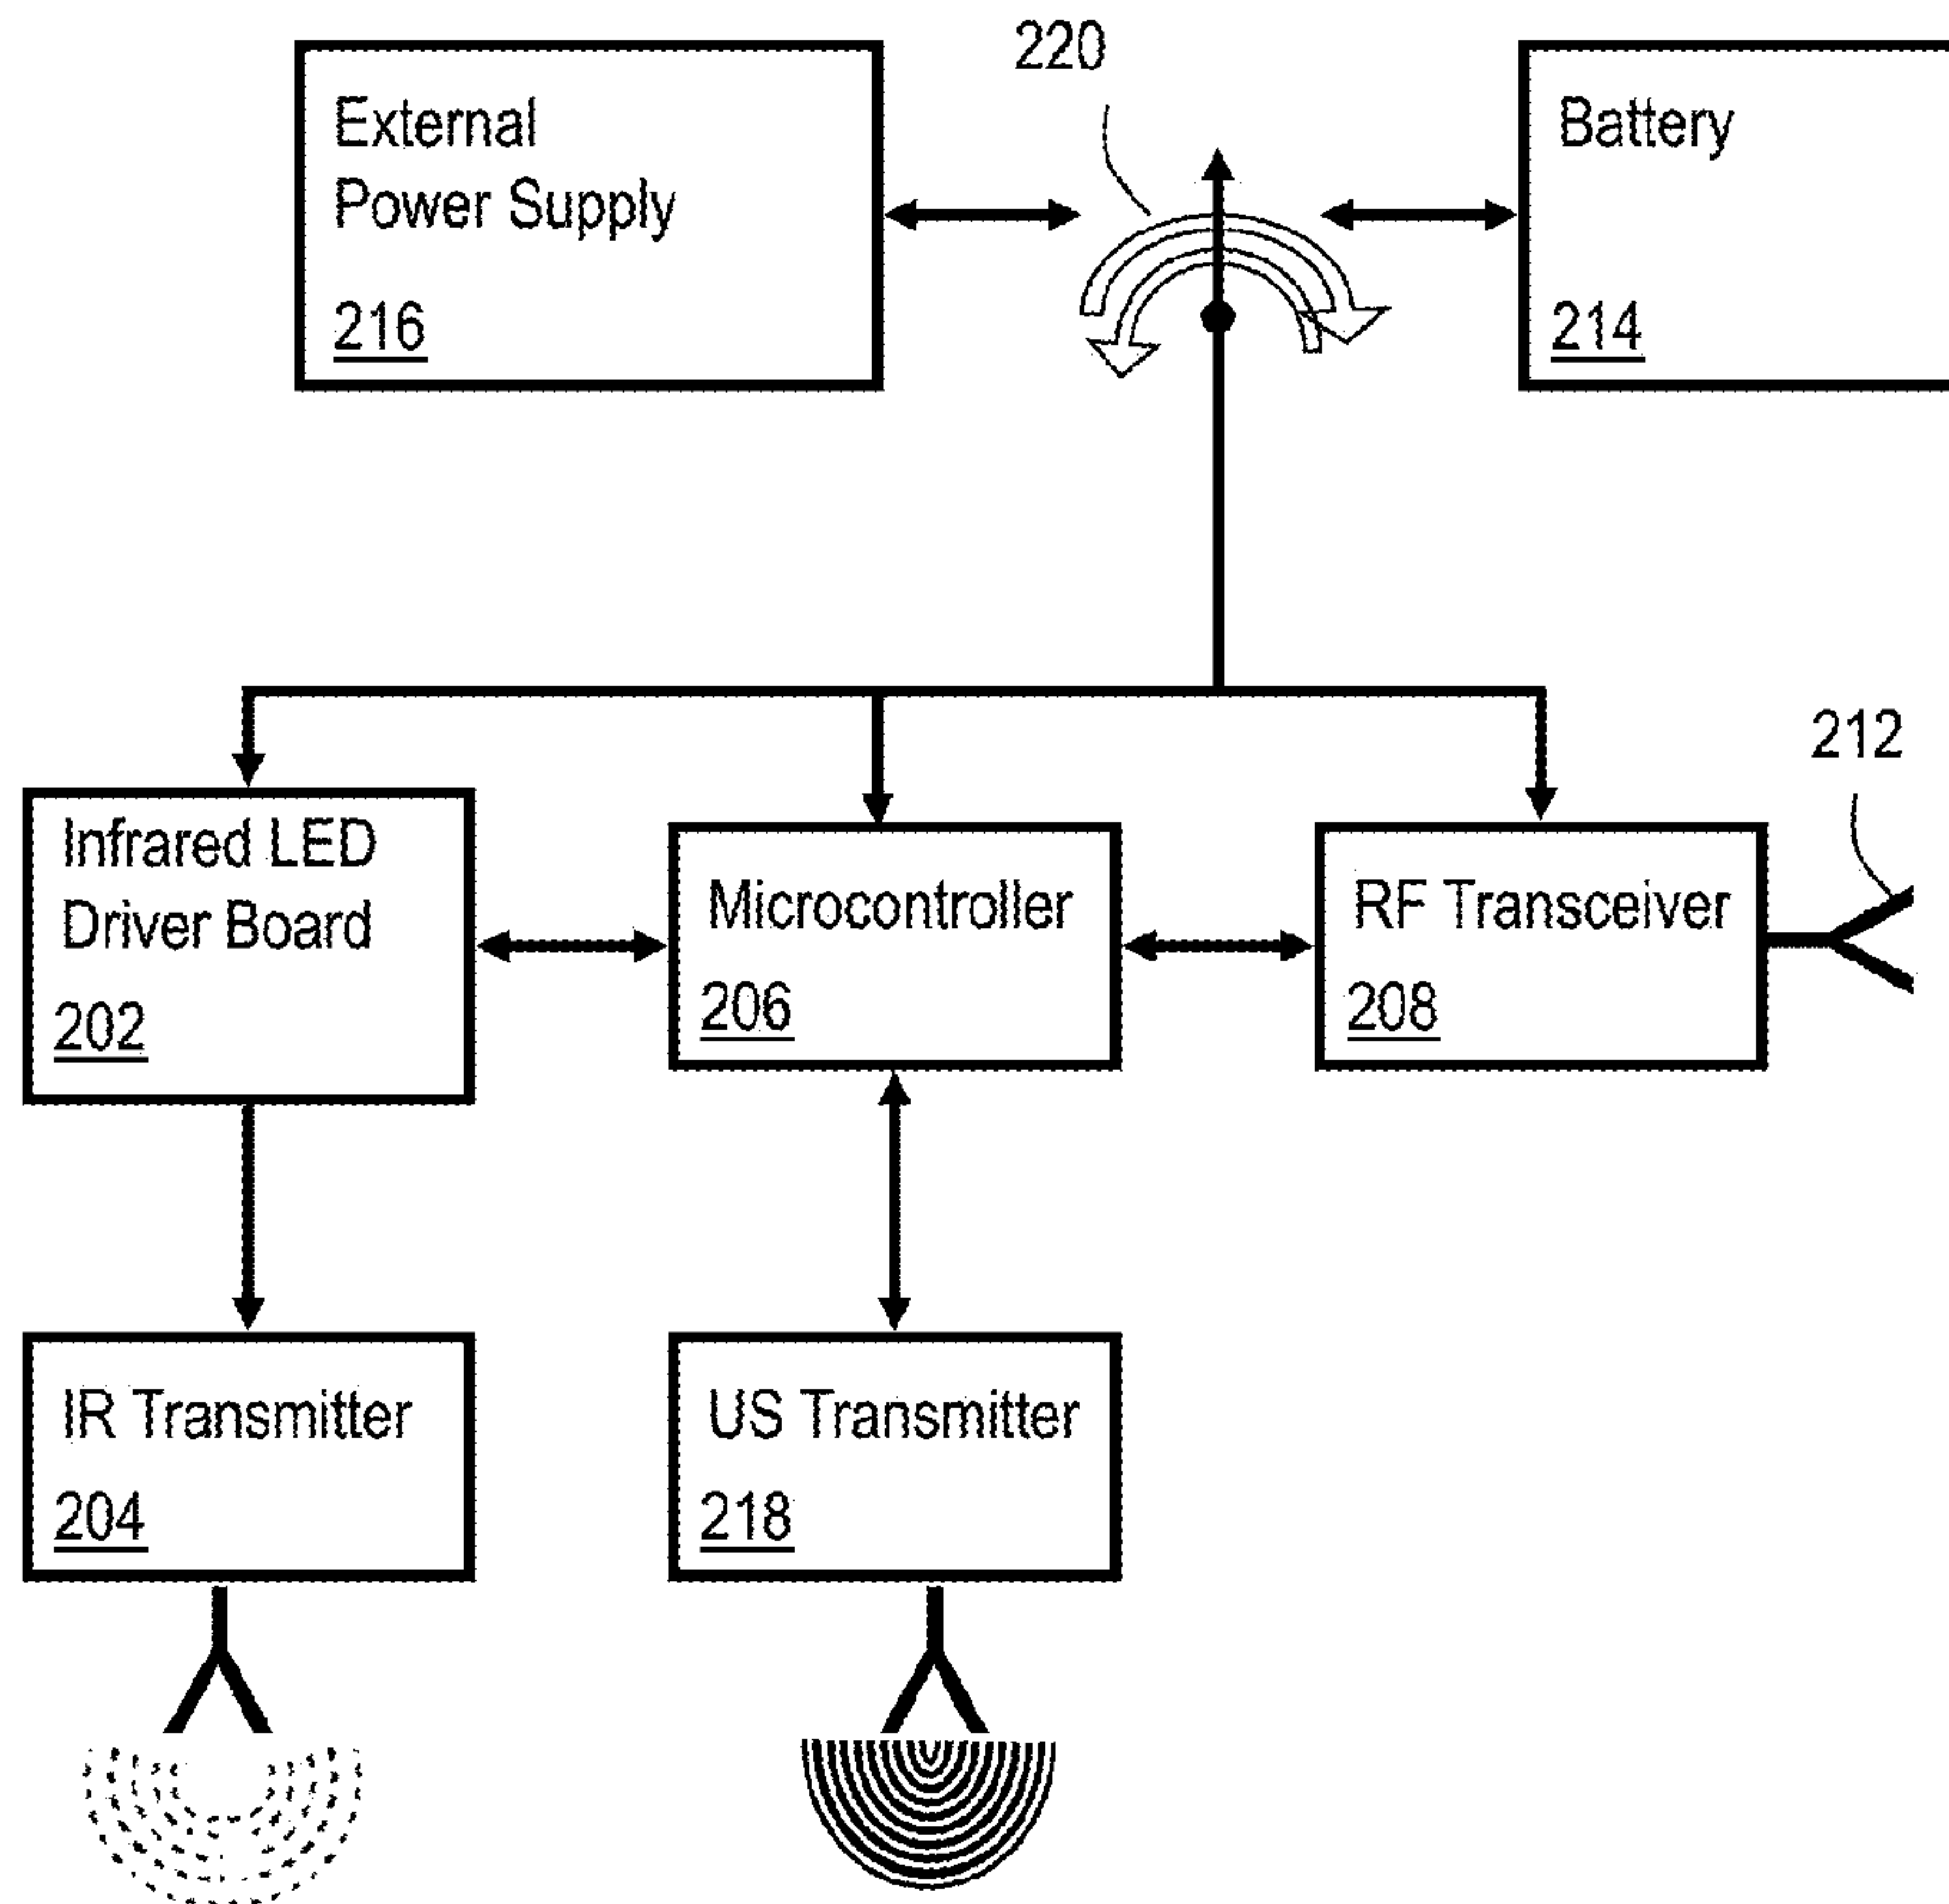 220
External
Power Supply
216
Battery
214
212
Infrared LED
Driver Board
202
Microcontroller
206
RF Transceiver
208
IR Transmitter
204
US Transmitter
218